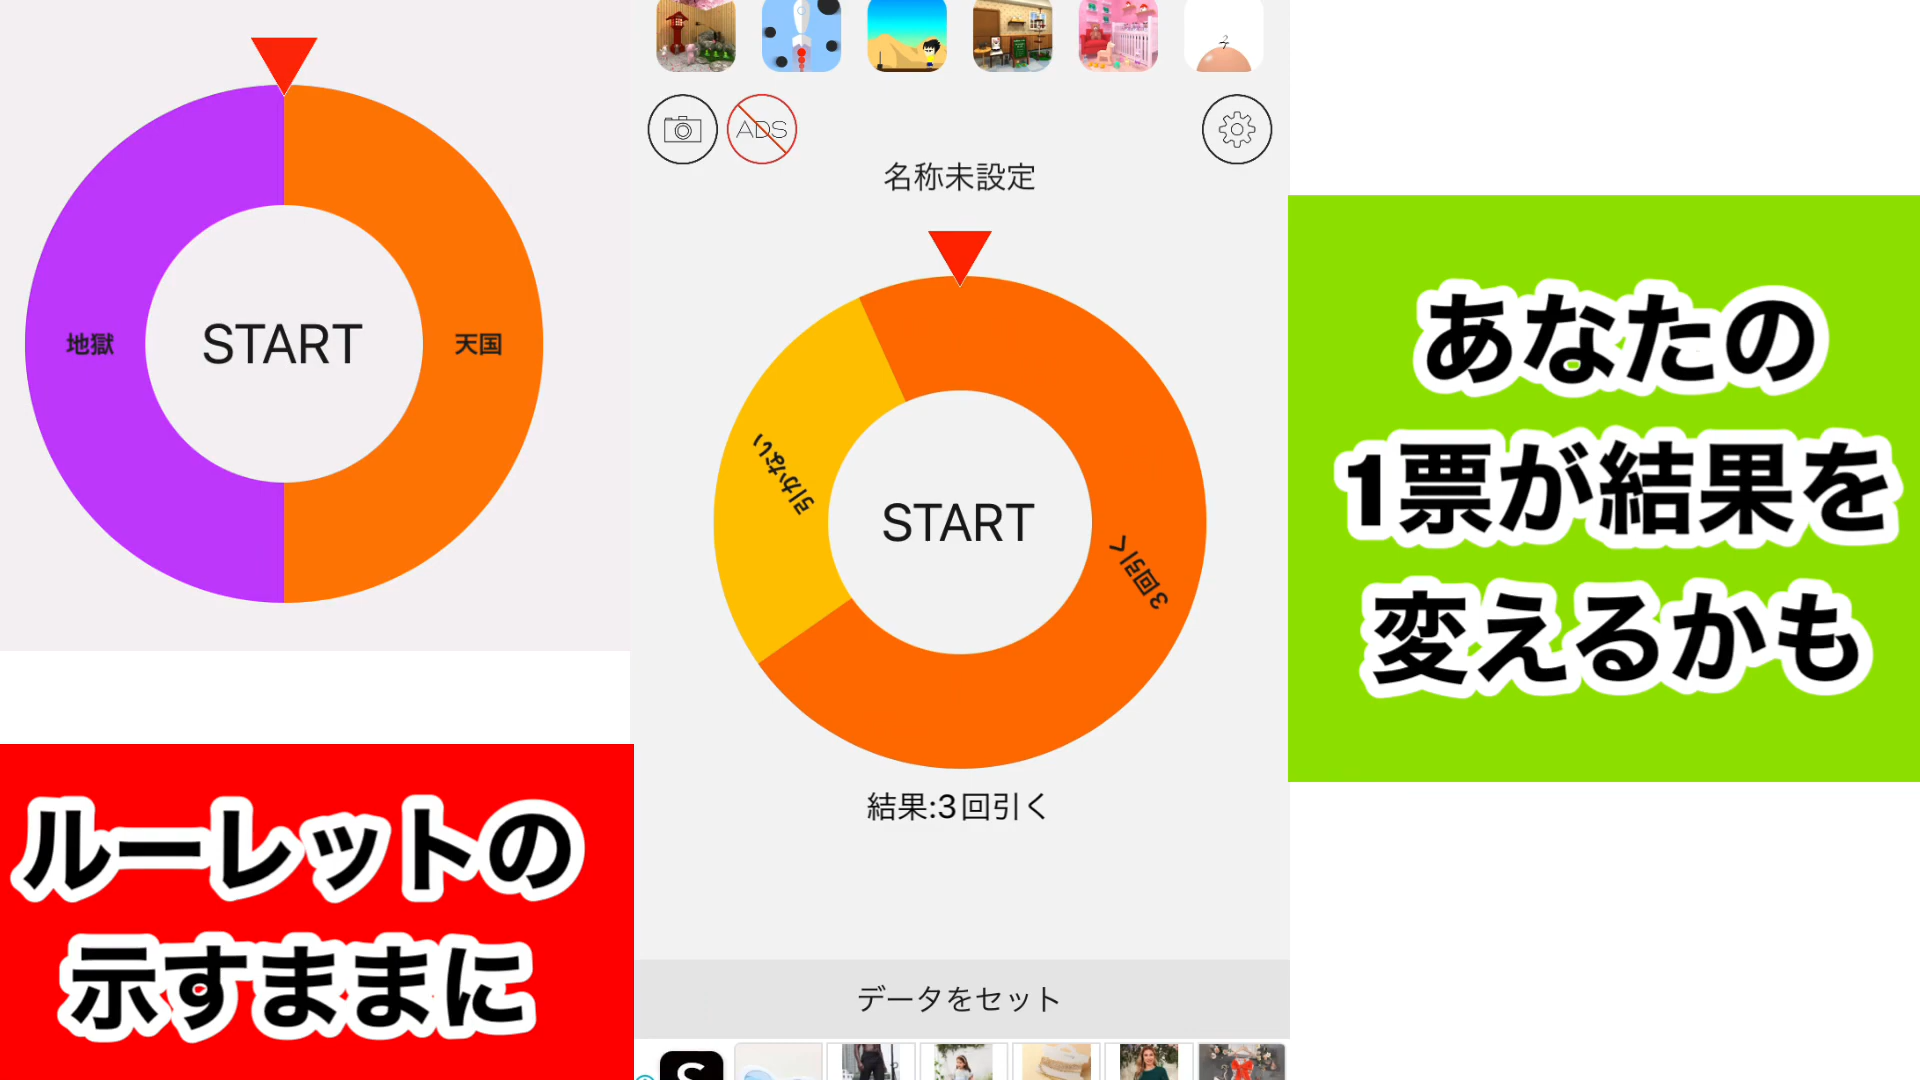 地獄
START
天国
ルーレットの
示すままに
ADS
名称未設定
引かない
START
3回引く
結果:3回引く
データをセット
S
あなたの
1票が結果を
変えるかも